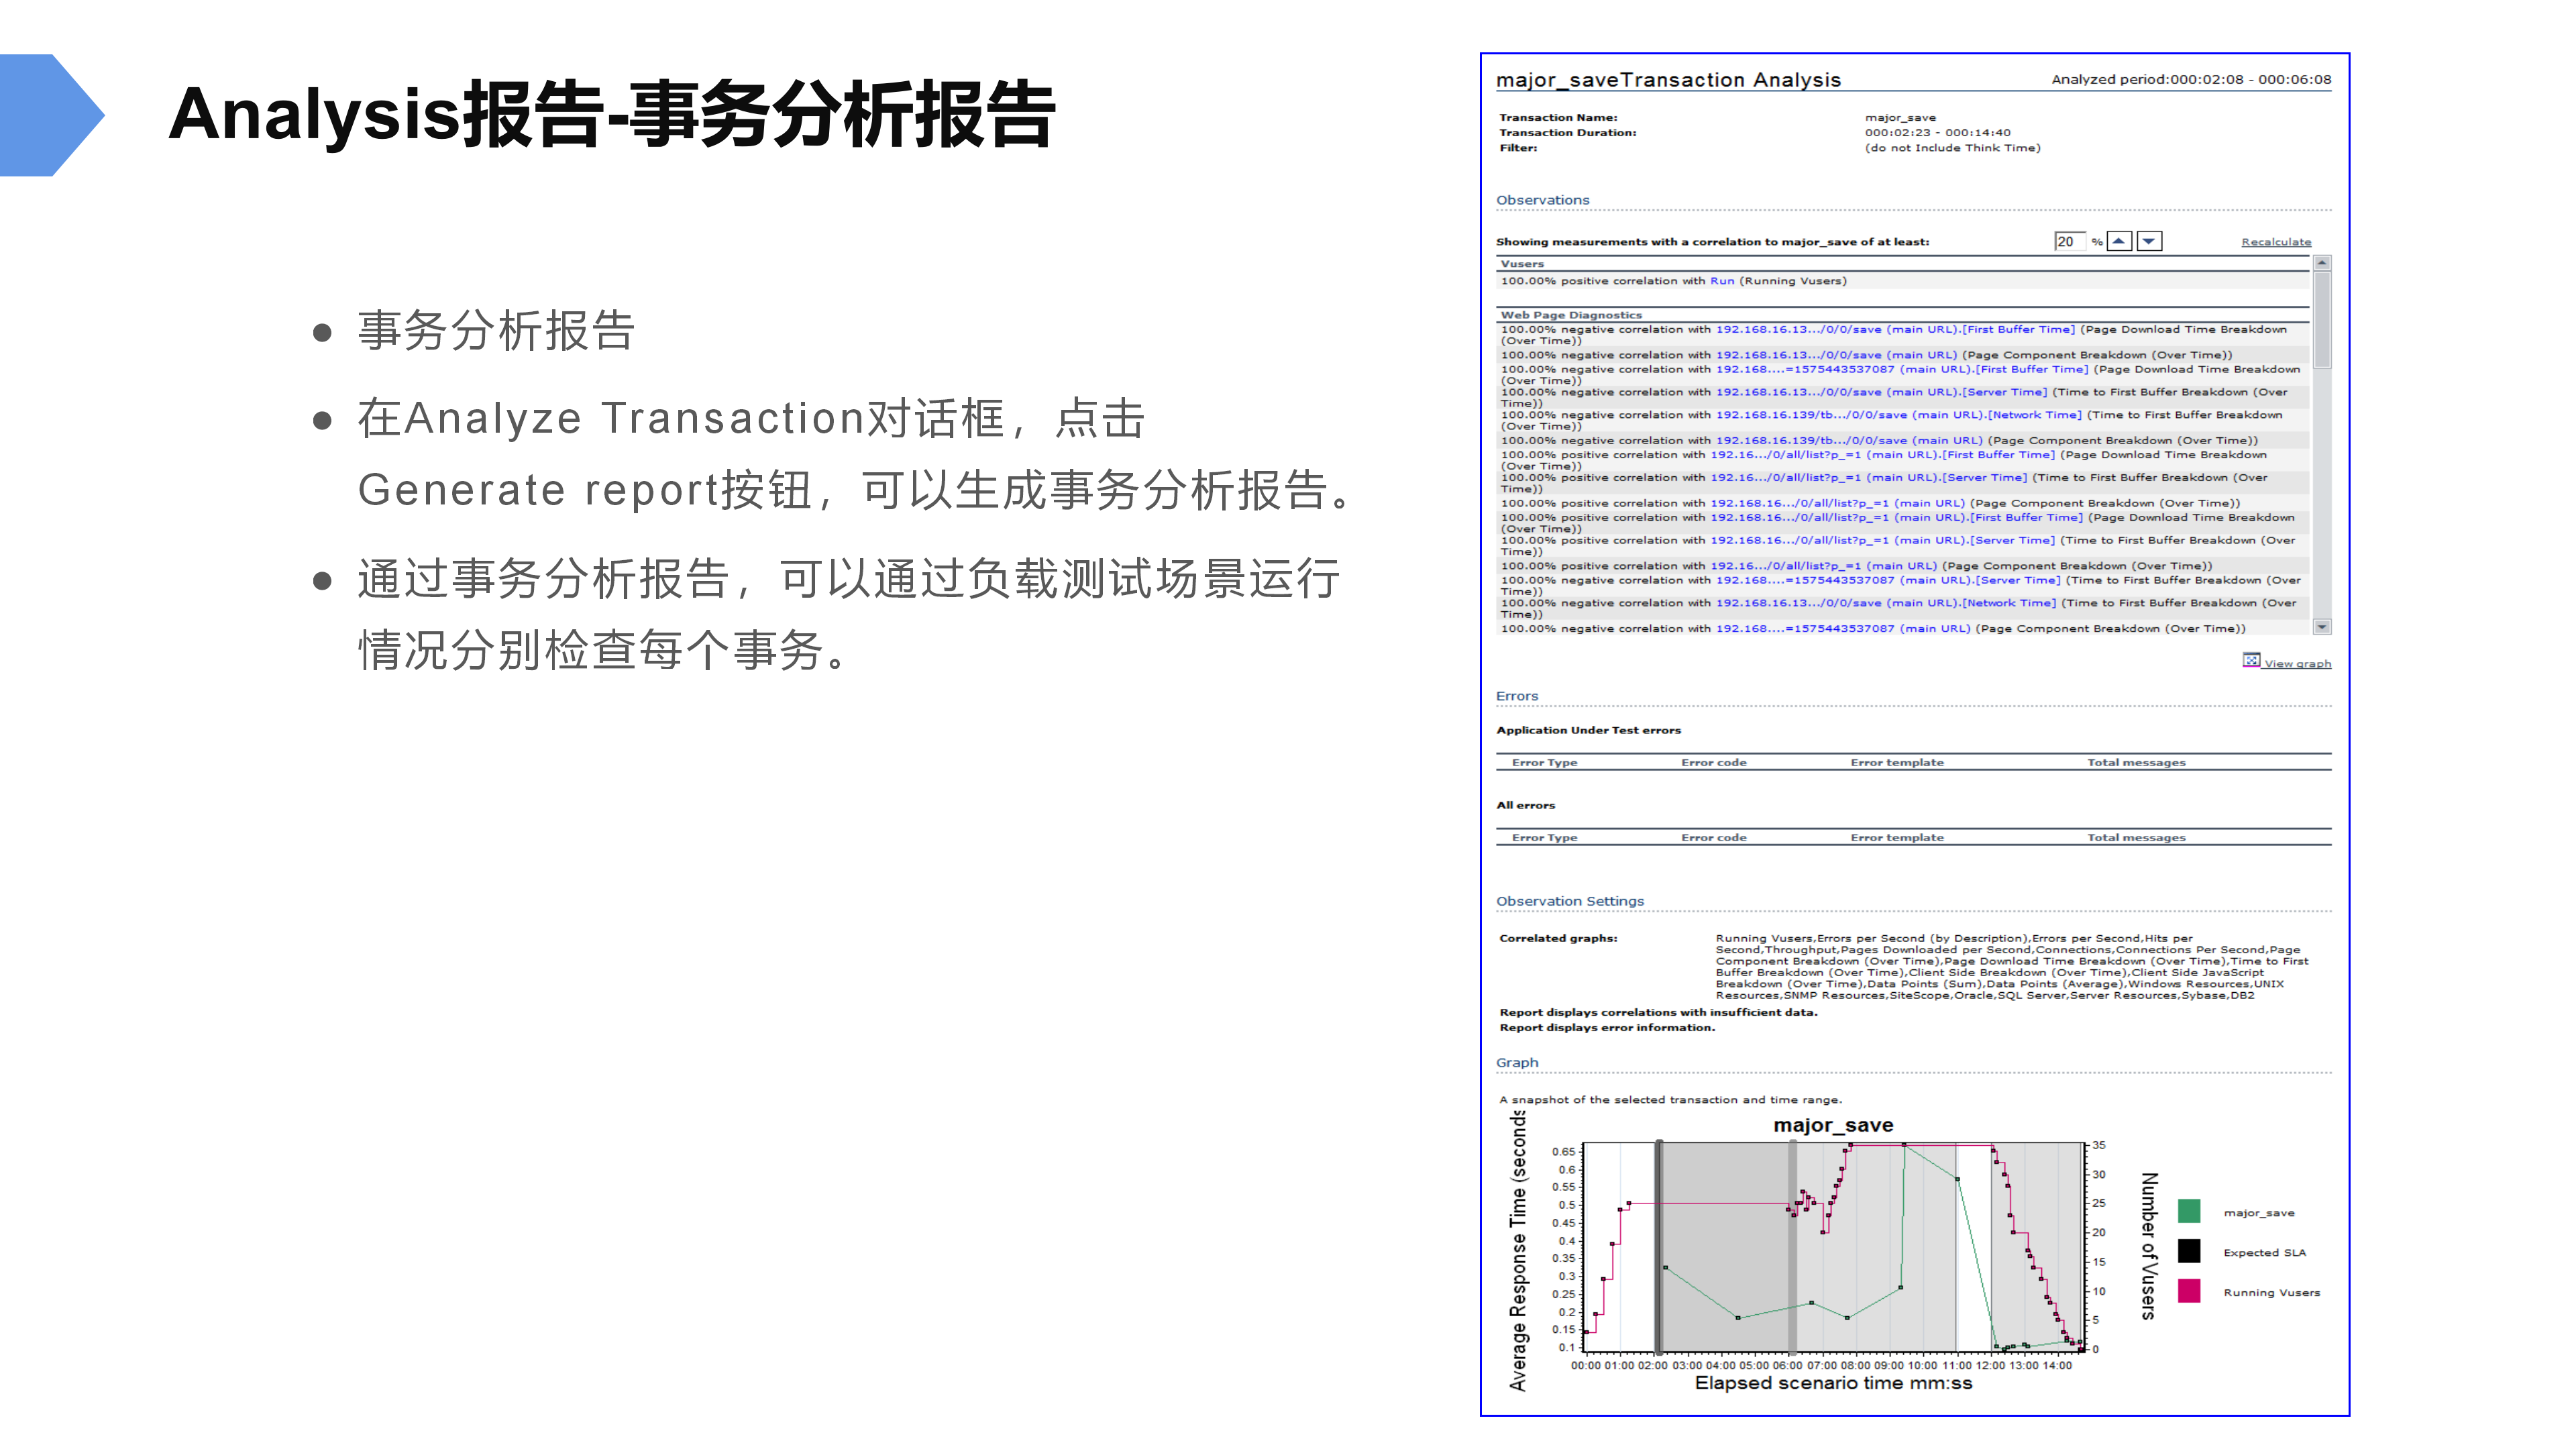 Analysis报告-事务分析报告
● 事务分析报告
● 在Analyze Transaction对话框，点击
Generate report按钮，可以生成事务分析报告。
● 通过事务分析报告，可以通过负载测试场景运行
情况分别检查每个事务。
major_saveTransaction Analysis Analyzed period:000:02:08 - 000:06:08
Transaction Name: major_save
Transaction Duration: 000:02:23 - 000:14:40
Filter: (do not Include Think Time)
Observations
Showing measurements with a correlation to major_save of at least: 20 % Recalculate
Vusers
100.00% positive correlation with Run (Running Vusers)
Web Page Diagnostics
100.00% negative correlation with 192.168.16.13.../0/0/save (main URL).[First Buffer Time] (Page Download Time Breakdown
(Over Time))
100.00% negative correlation with 192.168.16.13.../0/0/save (main URL) (Page Component Breakdown (Over Time))
100.00% negative correlation with 192.168....=1575443537087 (main URL).[First Buffer Time] (Page Download Time Breakdown
(Over Time))
100.00% negative correlation with 192.168.16.13.../0/0/save (main URL).[Server Time] (Time to First Buffer Breakdown (Over
Time))
100.00% negative correlation with 192.168.16.139/tb.../0/0/save (main URL).[Network Time] (Time to First Buffer Breakdown
(Over Time))
100.00% negative correlation with 192.168.16.139/tb.../0/0/save (main URL) (Page Component Breakdown (Over Time))
100.00% positive correlation with 192.16.../0/all/list?p_=1 (main URL).[First Buffer Time] (Page Download Time Breakdown
(Over Time))
100.00% positive correlation with 192.16.../0/all/list?p_=1 (main URL).[Server Time] (Time to First Buffer Breakdown (Over
Time))
100.00% positive correlation with 192.168.16.../0/all/list?p_=1 (main URL) (Page Component Breakdown (Over Time))
100.00% positive correlation with 192.168.16.../0/all/list?p_=1 (main URL).[First Buffer Time] (Page Download Time Breakdown
(Over Time))
100.00% positive correlation with 192.168.16.../0/all/list?p_=1 (main URL).[Server Time] (Time to First Buffer Breakdown (Over
Time))
100.00% positive correlation with 192.16.../0/all/list?p_=1 (main URL) (Page Component Breakdown (Over Time))
100.00% negative correlation with 192.168....=1575443537087 (main URL).[Server Time] (Time to First Buffer Breakdown (Over
Time))
100.00% negative correlation with 192.168.16.13.../0/0/save (main URL).[Network Time] (Time to First Buffer Breakdown (Over
Time))
100.00% negative correlation with 192.168....=1575443537087 (main URL) (Page Component Breakdown (Over Time))
View graph
Errors
Application Under Test errors
Error Type Error code Error template Total messages
All errors
Error Type Error code Error template Total messages
Observation Settings
Correlated graphs: Running Vusers,Errors per Second (by Description),Errors per Second,Hits per
Second,Throughput,Pages Downloaded per Second,Connections,Connections Per Second,Page
Component Breakdown (Over Time),Page Download Time Breakdown (Over Time),Time to First
Buffer Breakdown (Over Time),Client Side Breakdown (Over Time),Client Side JavaScript
Breakdown (Over Time),Data Points (Sum),Data Points (Average),Windows Resources,UNIX
Resources,SNMP Resources,SiteScope,Oracle,SQL Server,Server Resources,Sybase,DB2
Report displays correlations with insufficient data.
Report displays error information.
Graph
A snapshot of the selected transaction and time range.
major_save
Average Response Time (seconds
0.65
0.6
0.55
0.5
0.45
0.4
0.35
0.3
0.25
0.2
0.15
0.1
35
30
25
20
15
10
5
0
Number of Vusers
00:00 01:00 02:00 03:00 04:00 05:00 06:00 07:00 08:00 09:00 10:00 11:00 12:00 13:00 14:00
Elapsed scenario time mm:ss
major_save
Expected SLA
Running Vusers